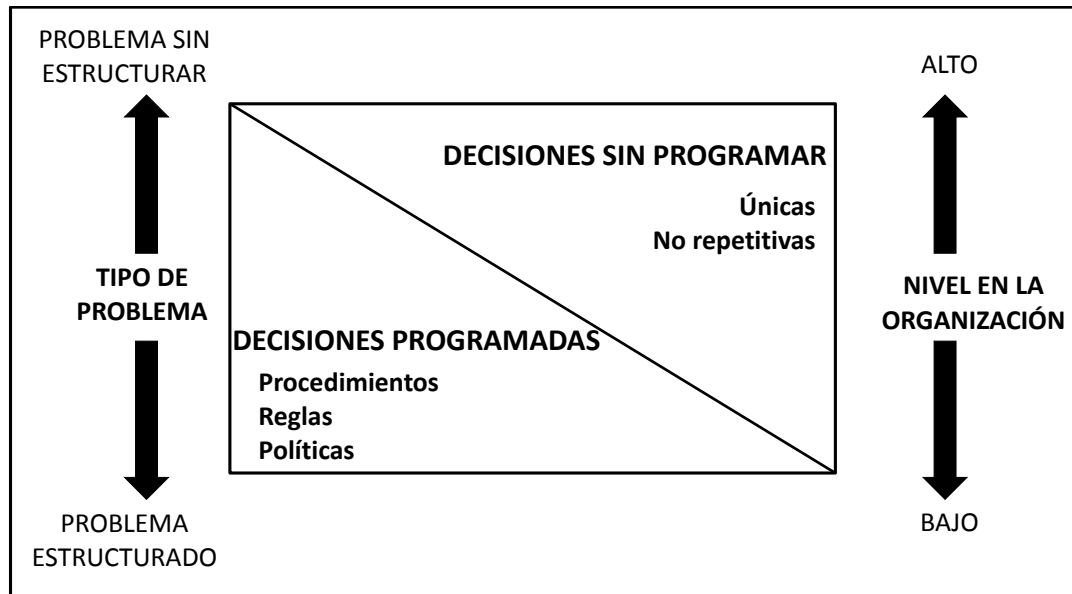 PROBLEMA SIN
ESTRUCTURAR
ALTO
DECISIONES SIN PROGRAMAR
Únicas
No repetitivas
TIPO DE
PROBLEMA
NIVEL EN LA
ORGANIZACIÓN
DECISIONES PROGRAMADAS
Procedimientos
Reglas
Políticas
PROBLEMA
ESTRUCTURADO
BAJO